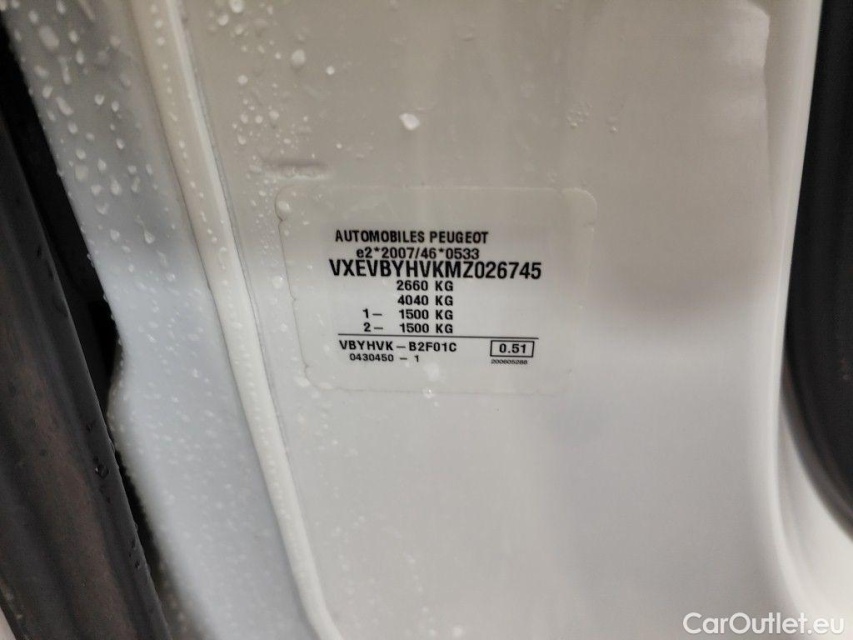 AUTOMOBILES PEUGEOT
e2*2007/46*0533
VXEVBYHVKMZ026745
2660 KG
4040 KG
1- 1500 KG
2- 1500 KG
VBYHVK-B2F01C 0.51
0430450 - 1 200605288
CarOutlet.eu